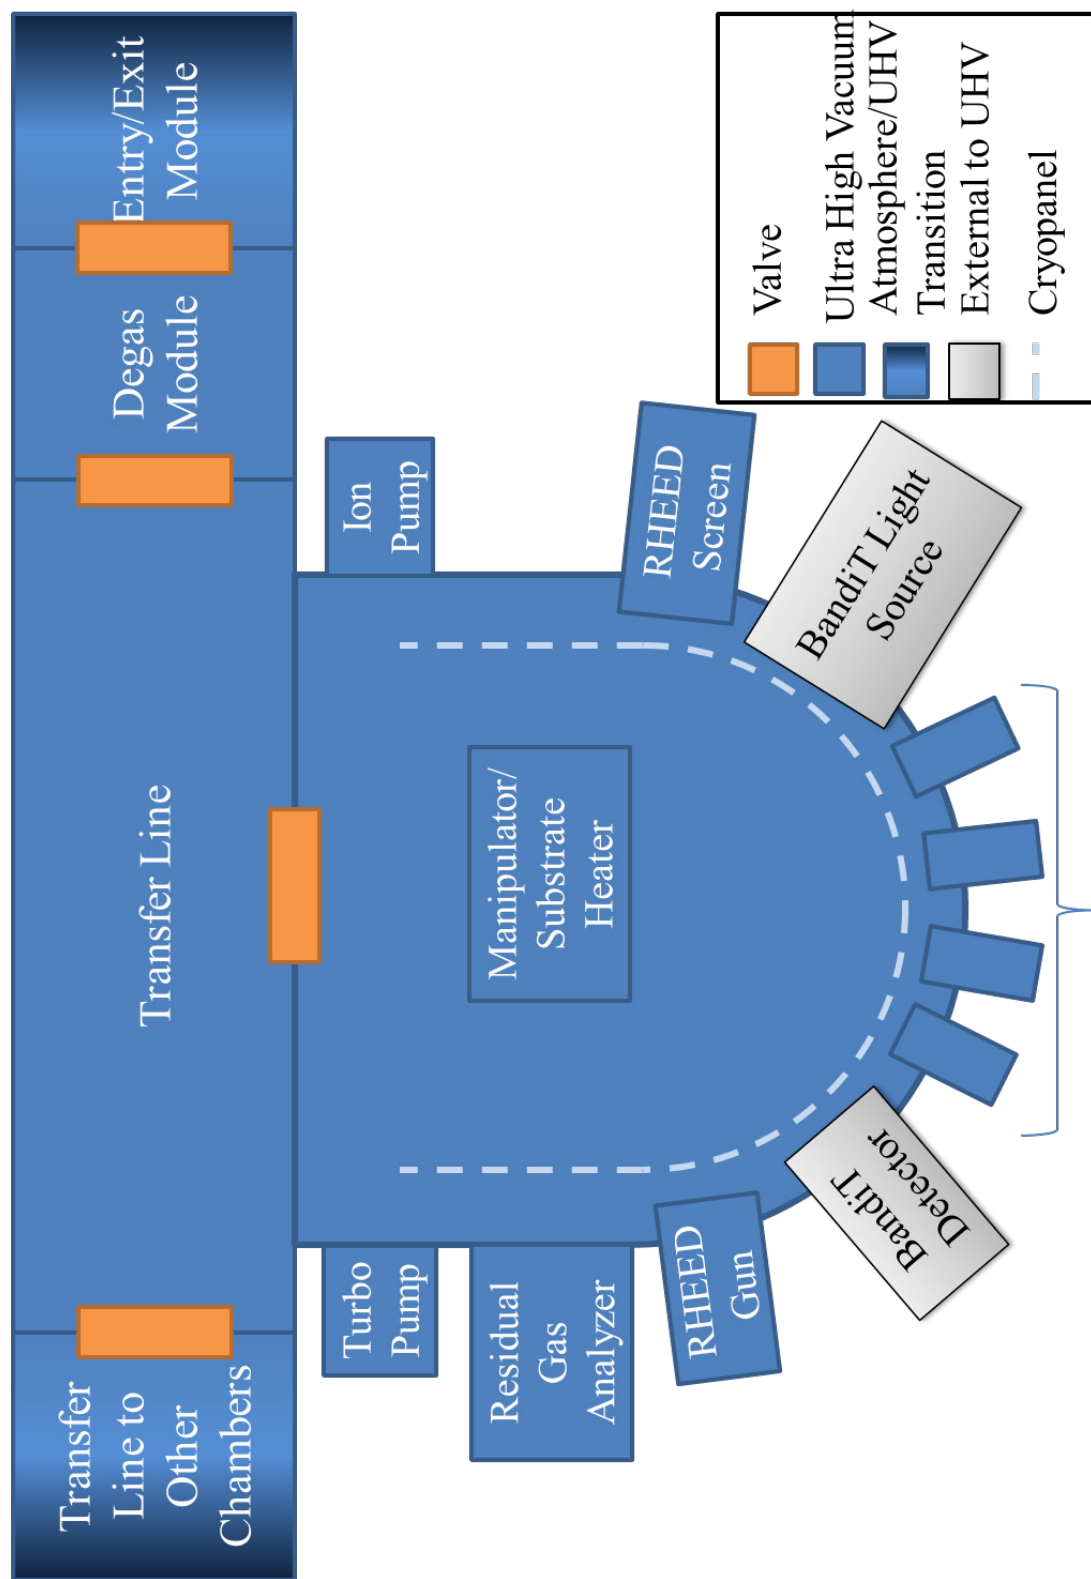 Transfer
Line to
Other
Chambers
Transfer Line
Degas
Module
Entry/Exit
Module
Turbo
Pump
Residual
Gas
Analyzer
RHEED
Gun
BandiT
Detector
Manipulator/
Substrate
Heater
Ion
Pump
RHEED
Screen
BandiT Light
Source
Valve
Ultra High Vacuum
Atmosphere/UHV
Transition
External to UHV
Cryopanel